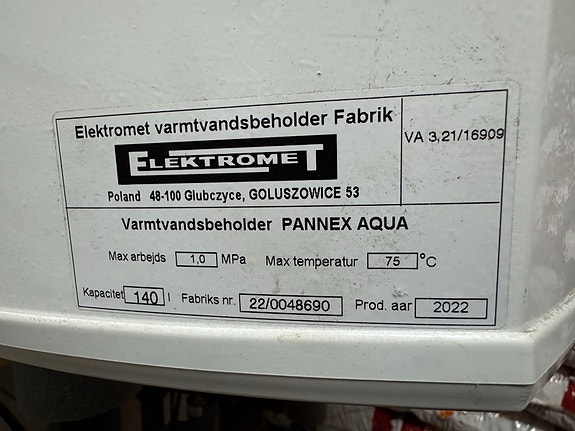 Elektromet varmtvandsbeholder Fabrik
VA 3,21/16909
ELEKTROMET
Poland 48-100 Glubczyce, GOLUSZOWICE 53
Varmtvandsbeholder PANNEX AQUA
Max arbejds 1,0 MPa Max temperatur 75 °C
Kapacitet 140 l Fabriks nr. 22/0048690 Prod. aar 2022